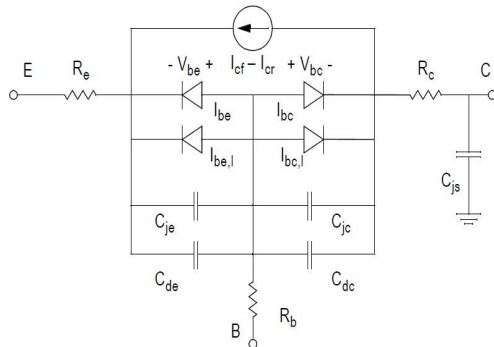 - V_be + I_cf – I_cr + V_bc -
E R_e R_c C
I_be I_bc
I_be,l I_bc,l
C_js
C_je C_jc
C_de C_dc
R_b
B